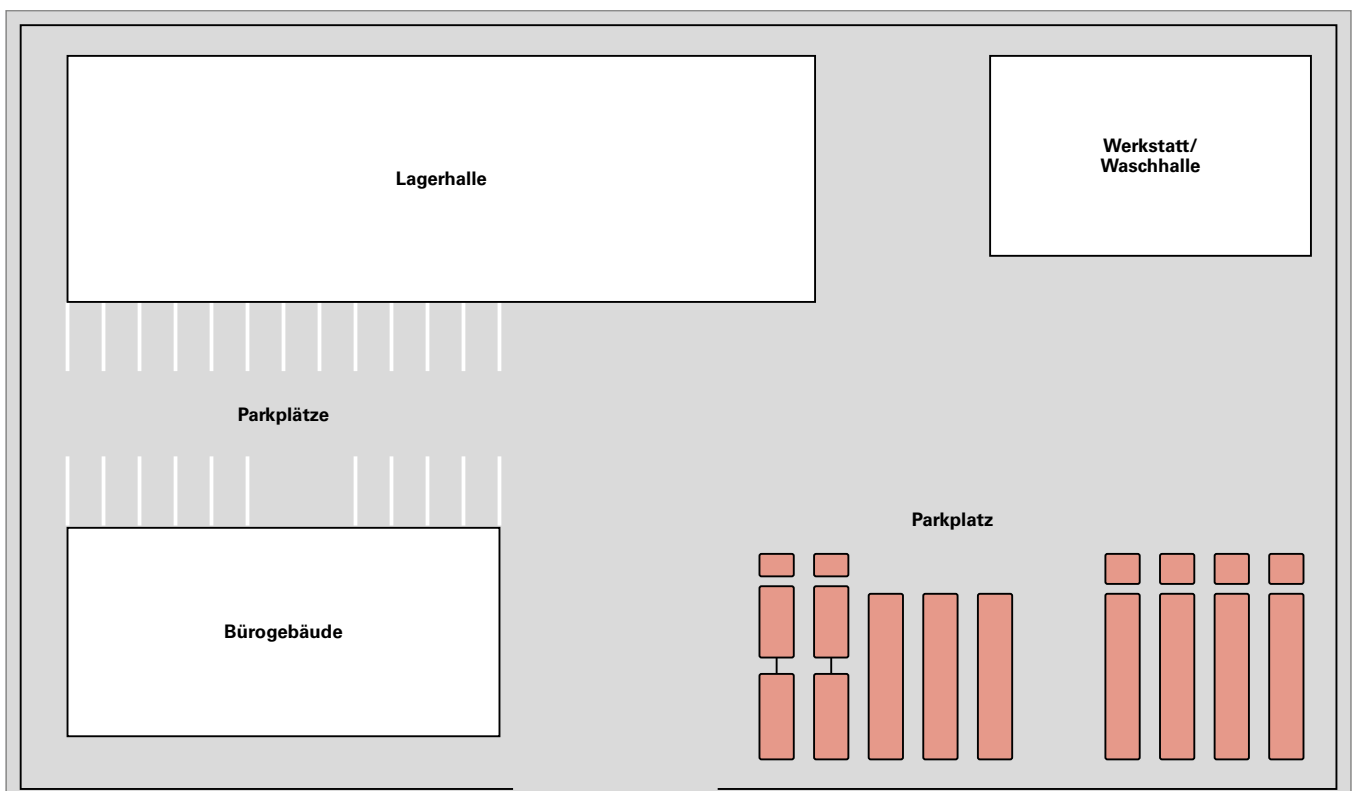 Lagerhalle
Werkstatt/
Waschhalle
Parkplätze
Parkplatz
Bürogebäude